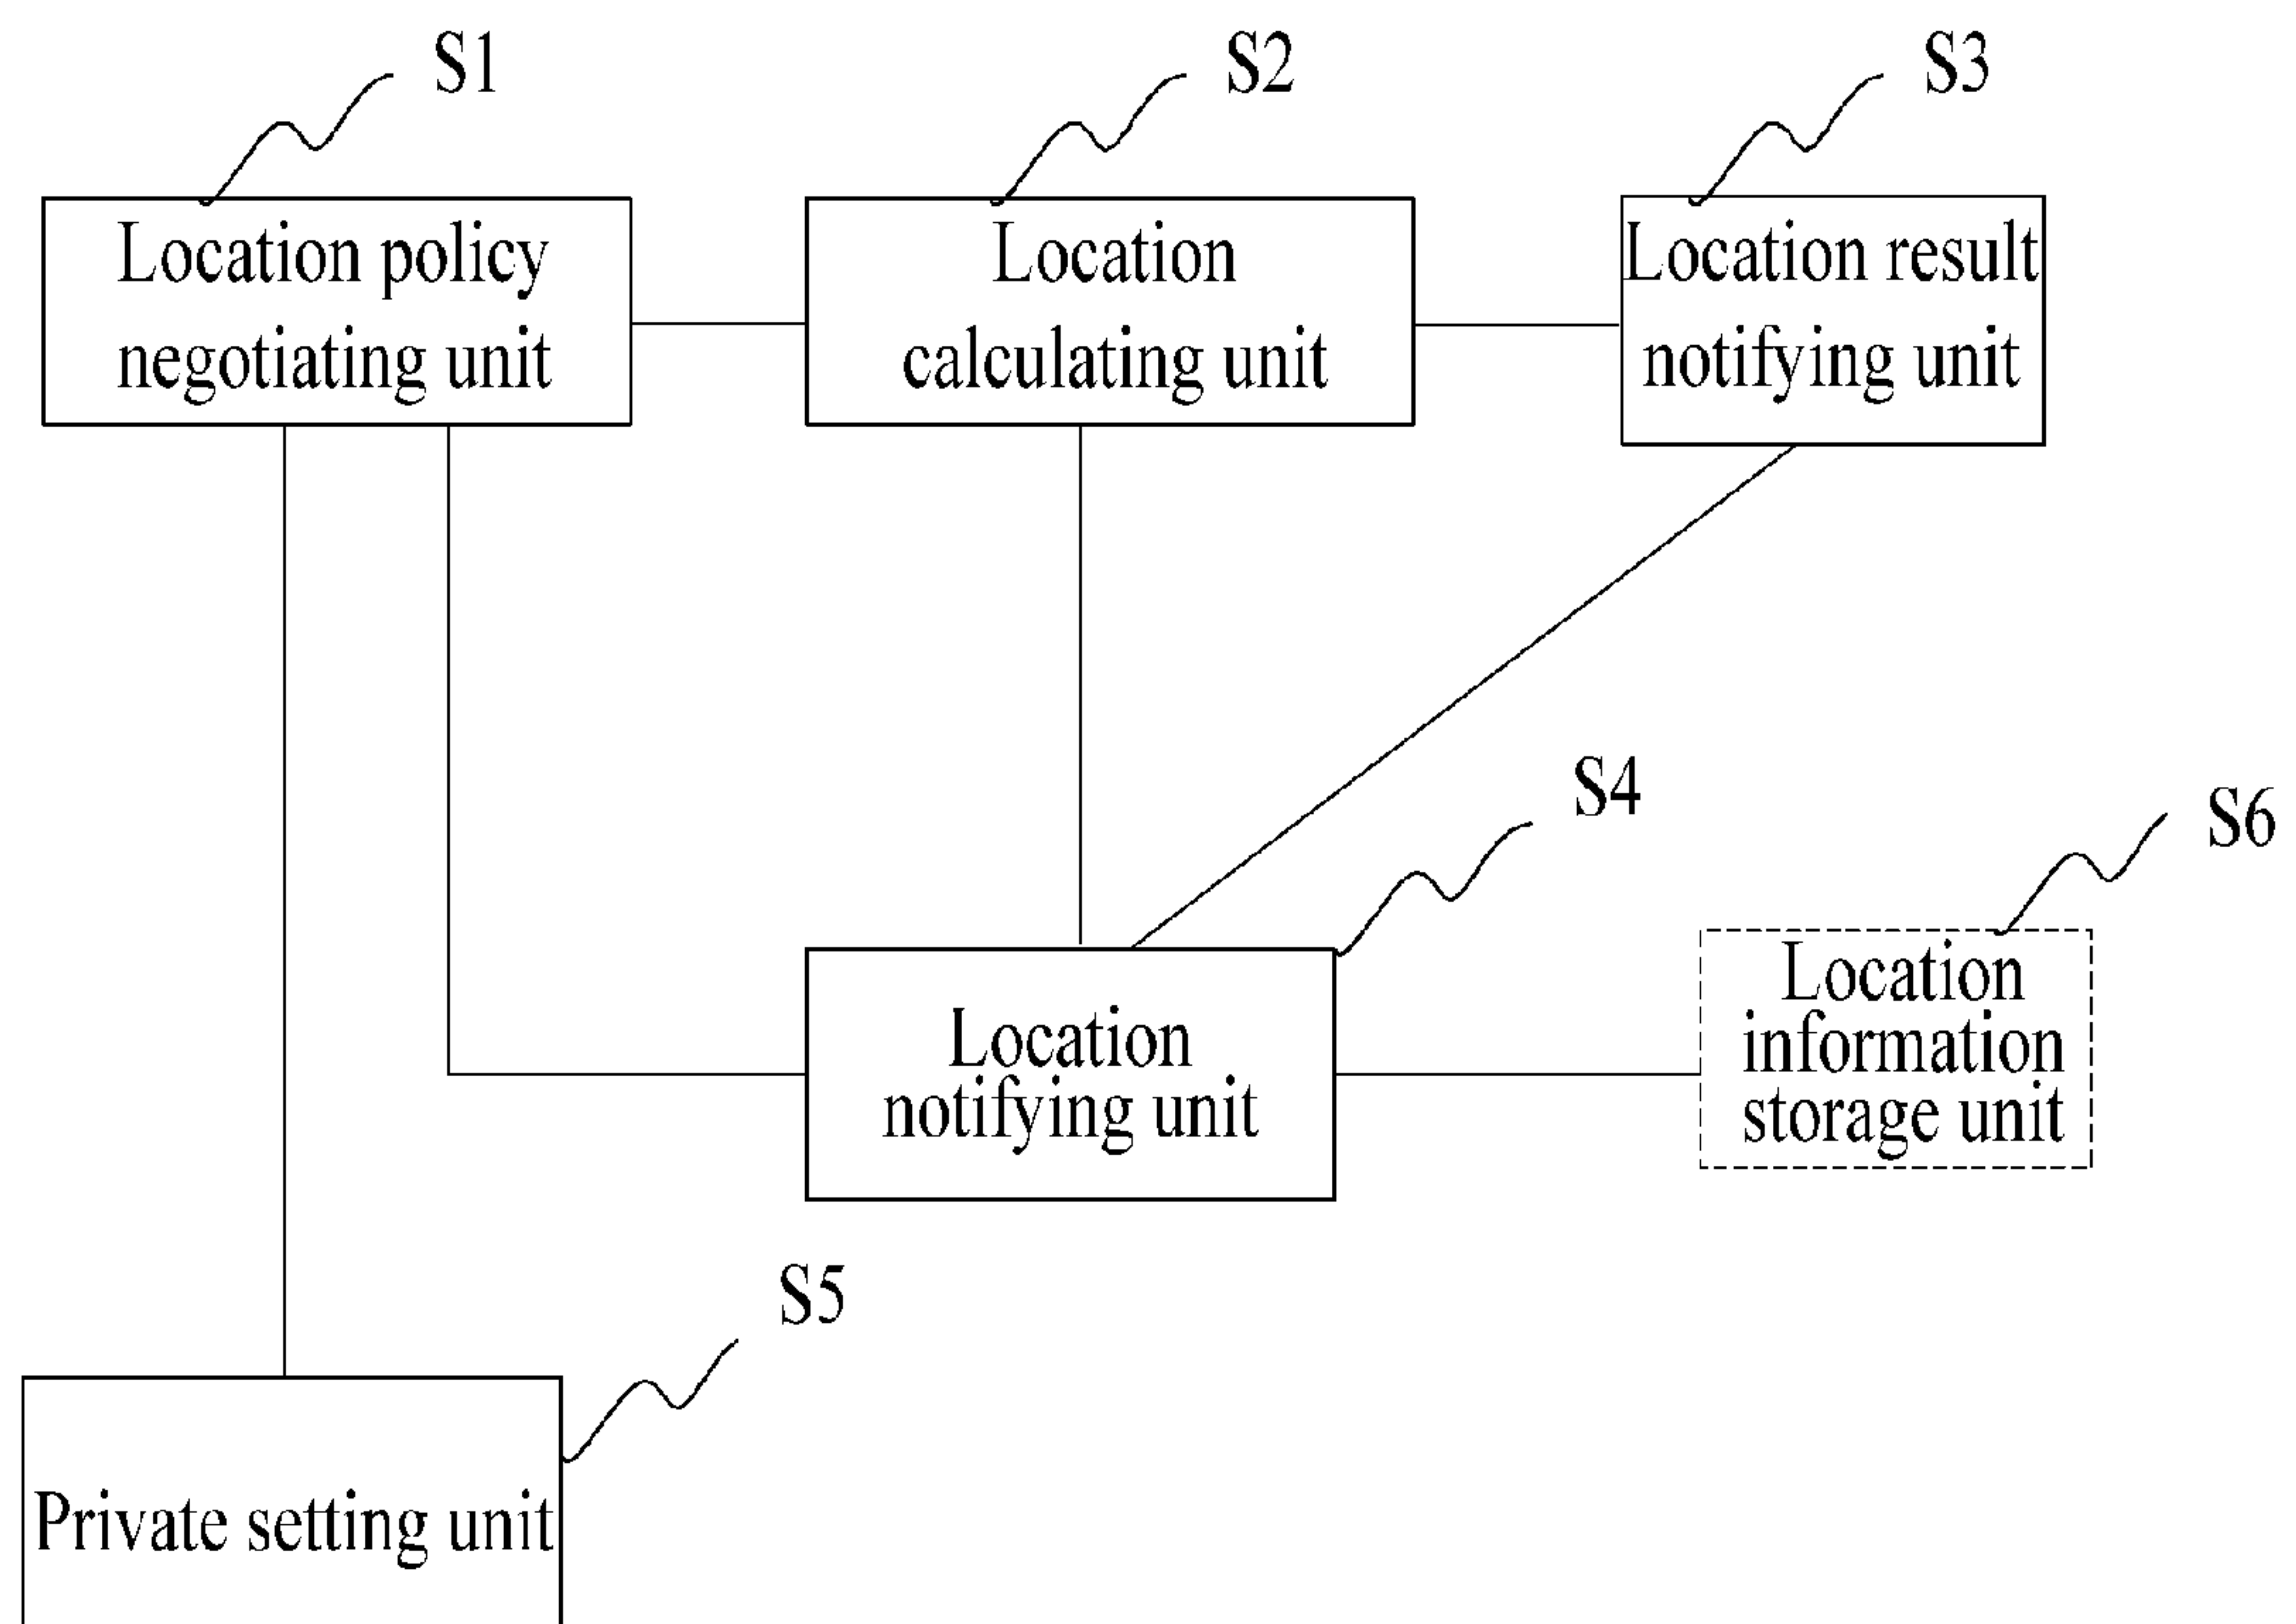 S1
S2
S3
Location policy
negotiating unit
Location
calculating unit
Location result
notifying unit
S4
S6
Location
notifying unit
Location
information
storage unit
S5
Private setting unit